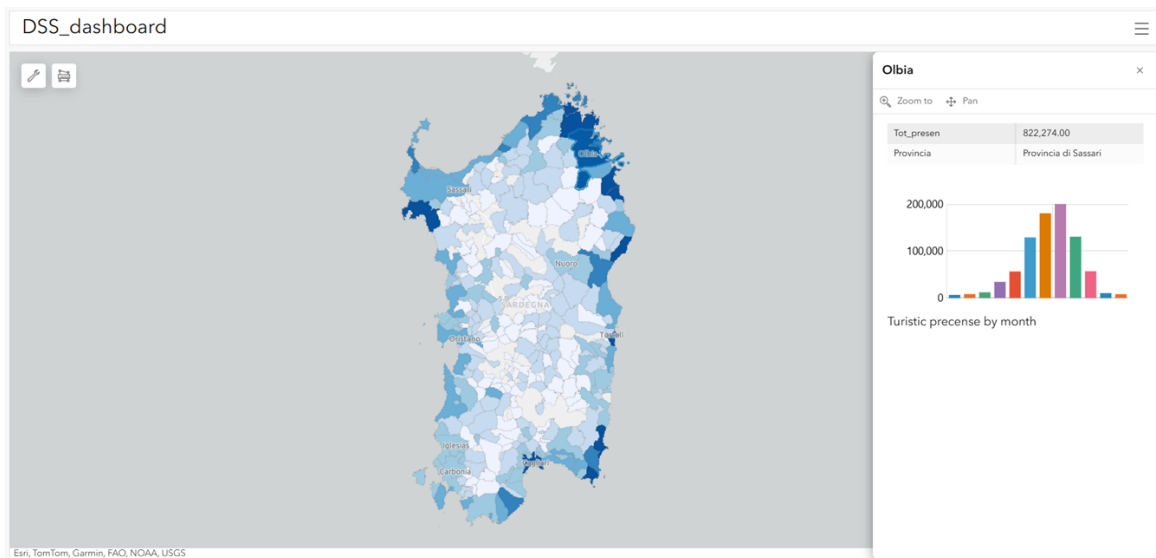 DSS_dashboard
Olbia
Zoom to Pan
Tot_presen 822,274.00
Provincia Provincia di Sassari
200,000
100,000
0
Turistic precense by month
Olbia
Sassari
Nuoro
SARDEGNA
Oristano
Tortolì
Iglesias
Cagliari
Carbonia
Esri, TomTom, Garmin, FAO, NOAA, USGS